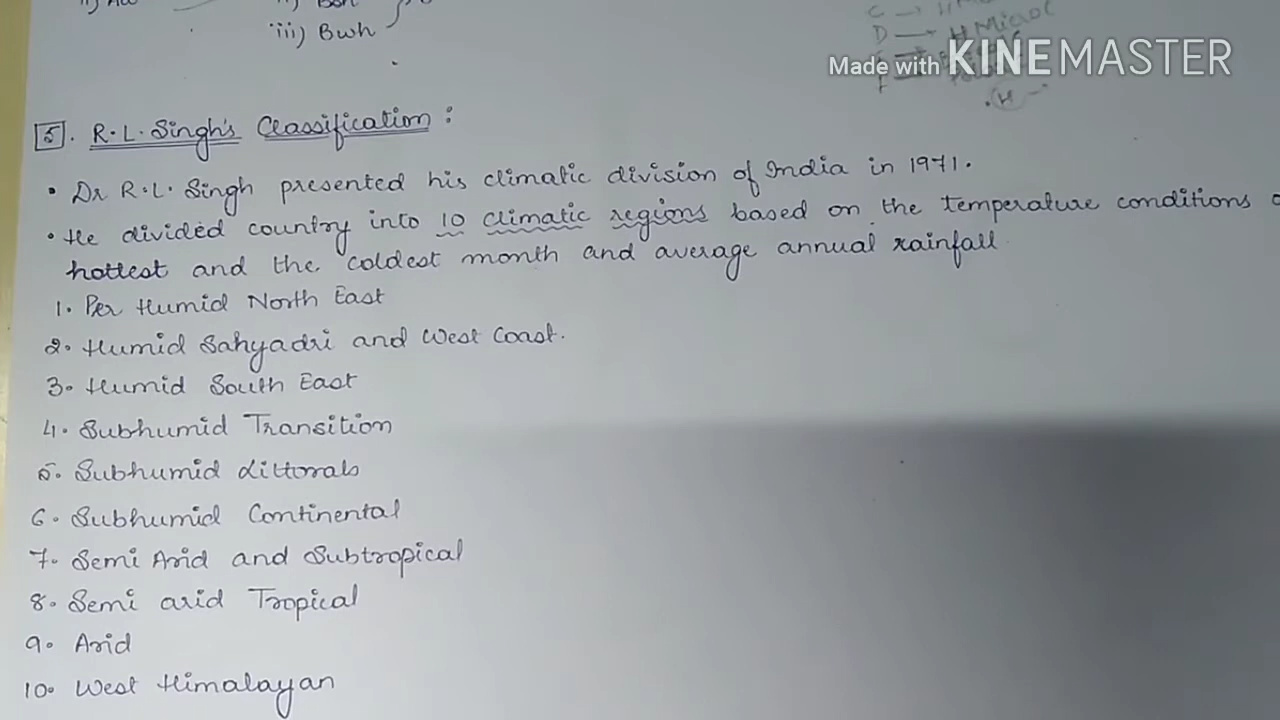 iii) Bwh
C → H
D → H Micro
Made with KINEMASTER
5. R.L. Singh's Classification :
• Dr R.L. Singh presented his climatic division of India in 1971.
• He divided country into 10 climatic regions based on the temperature conditions
hottest and the coldest month and average annual rainfall
1. Per Humid North East
2. Humid Sahyadri and West Coast.
3. Humid South East
4. Subhumid Transition
5. Subhumid Littorals
6. Subhumid Continental
7. Semi Arid and Subtropical
8. Semi arid Tropical
9. Arid
10. West Himalayan